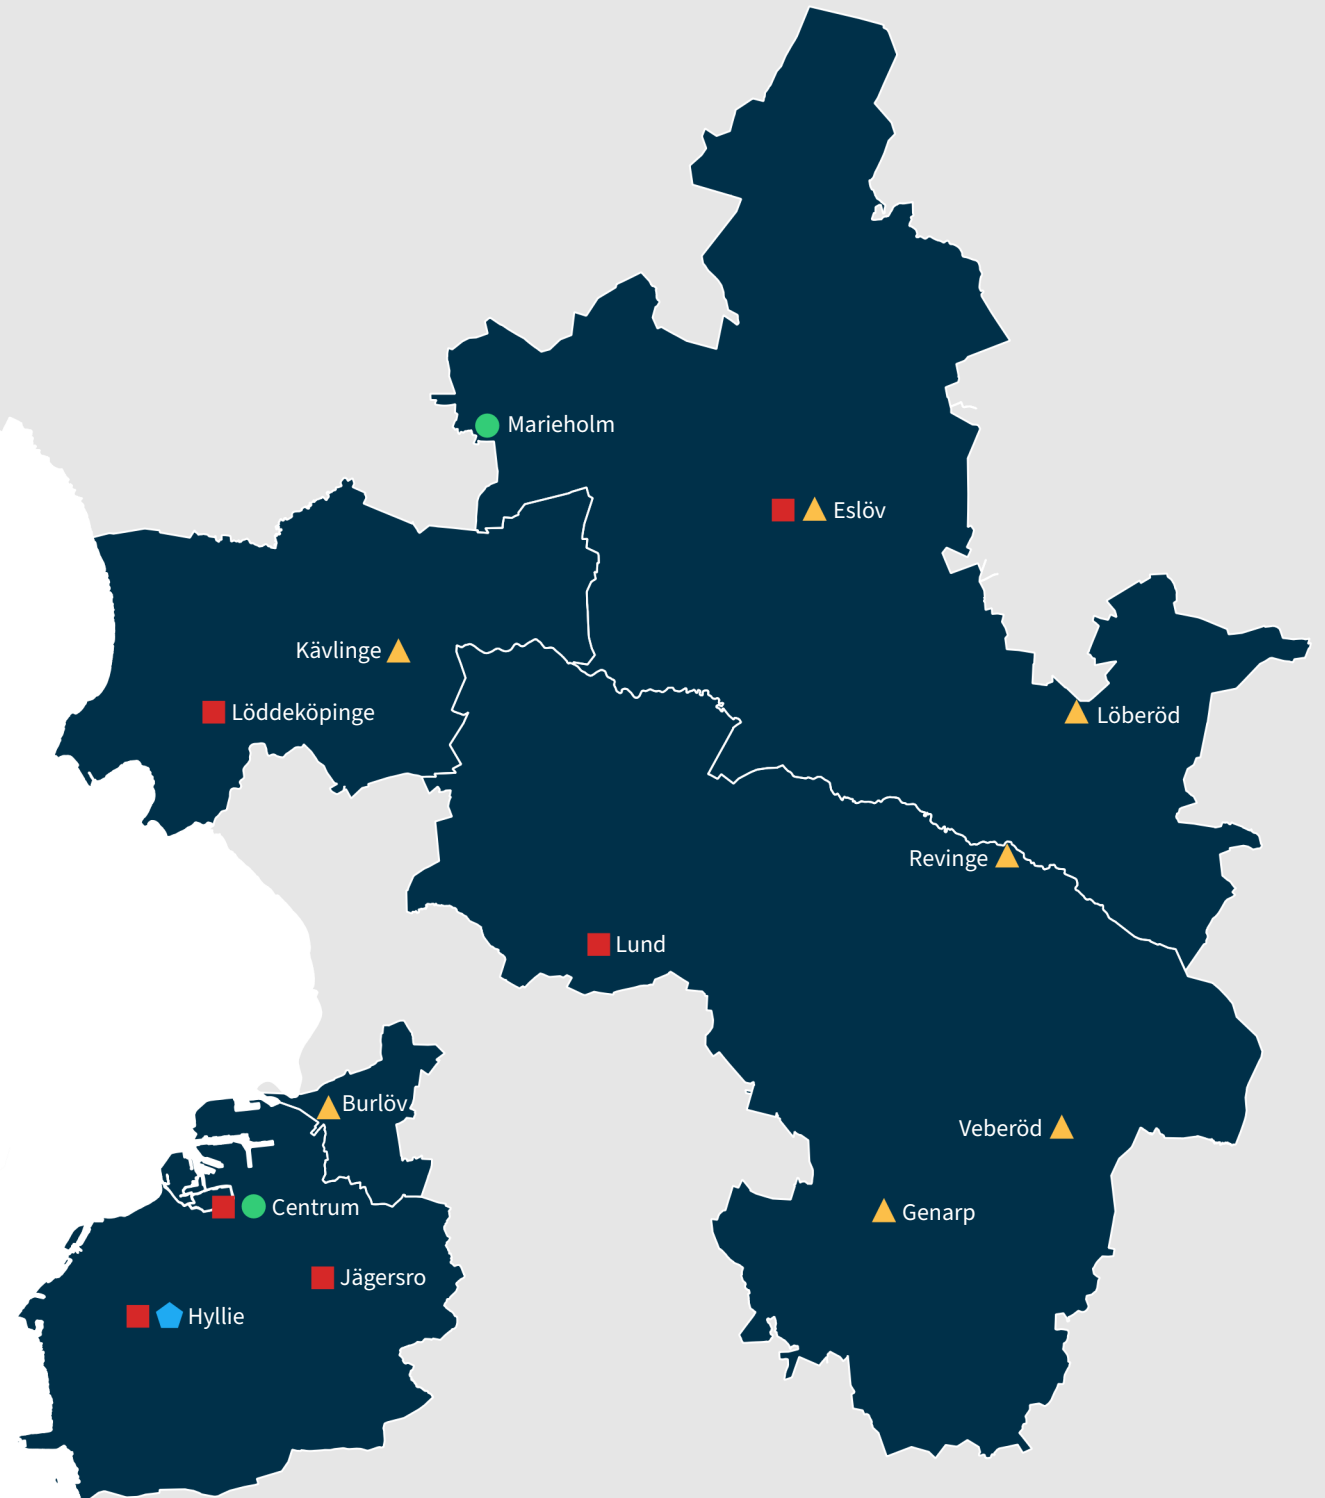 Marieholm
Eslöv
Kävlinge
Löddeköpinge
Löberöd
Revinge
Lund
Burlöv
Veberöd
Centrum
Genarp
Jägersro
Hyllie